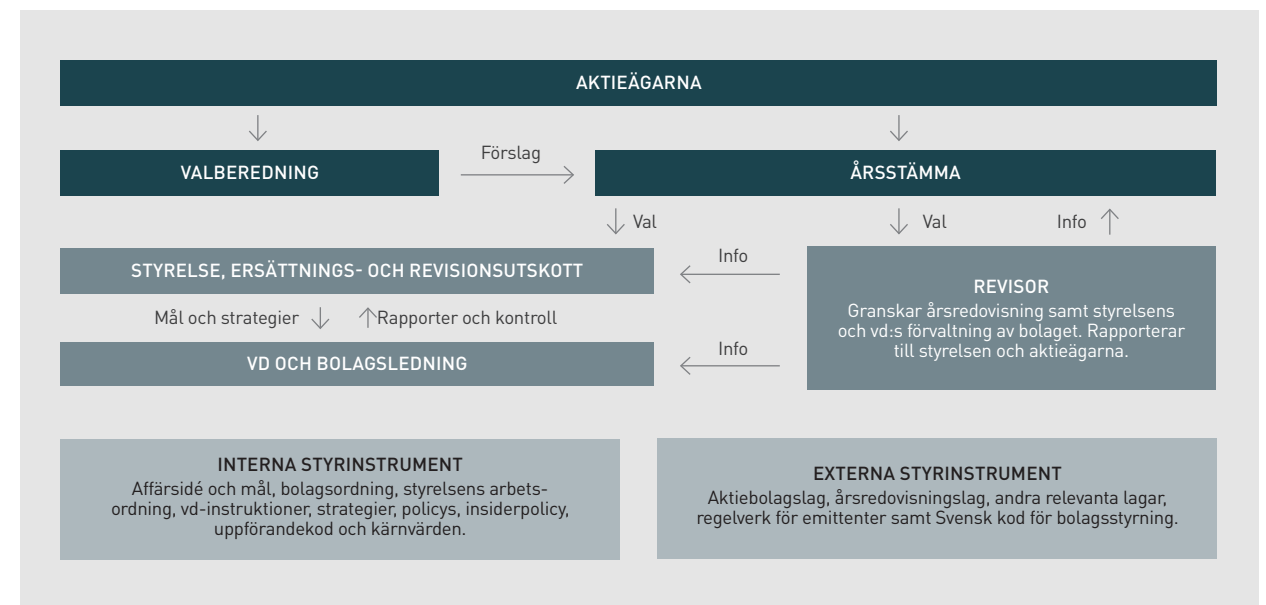 AKTIEÄGARNA
VALBEREDNING
Förslag
ÅRSSTÄMMA
Val
Val
Info
STYRELSE, ERSÄTTNINGS- OCH REVISIONSUTSKOTT
Info
Mål och strategier
Rapporter och kontroll
VD OCH BOLAGSLEDNING
Info
REVISOR
Granskar årsredovisning samt styrelsens
och vd:s förvaltning av bolaget. Rapporterar
till styrelsen och aktieägarna.
INTERNA STYRINSTRUMENT
Affärsidé och mål, bolagsordning, styrelsens arbets-
ordning, vd-instruktioner, strategier, policys, insiderpolicy,
uppförandekod och kärnvärden.
EXTERNA STYRINSTRUMENT
Aktiebolagslag, årsredovisningslag, andra relevanta lagar,
regelverk för emittenter samt Svensk kod för bolagsstyrning.